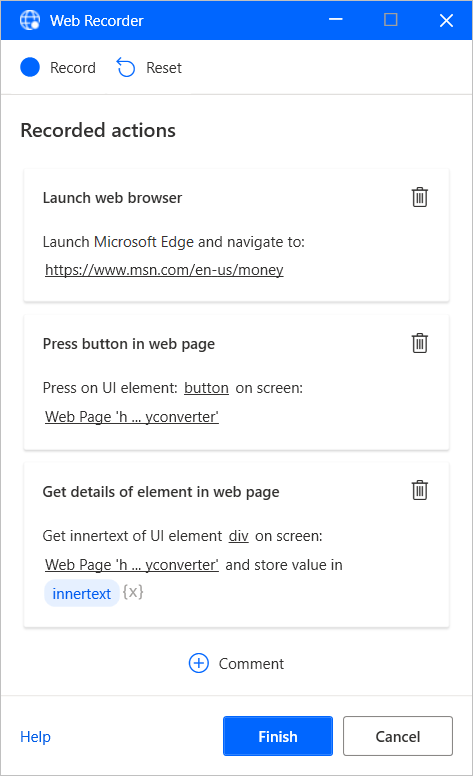 Web Recorder
Record Reset
Recorded actions
Launch web browser
Launch Microsoft Edge and navigate to:
https://www.msn.com/en-us/money
Press button in web page
Press on UI element: button on screen:
Web Page 'h ... yconverter'
Get details of element in web page
Get innertext of UI element div on screen:
Web Page 'h ... yconverter' and store value in
innertext {x}
Comment
Help Finish Cancel